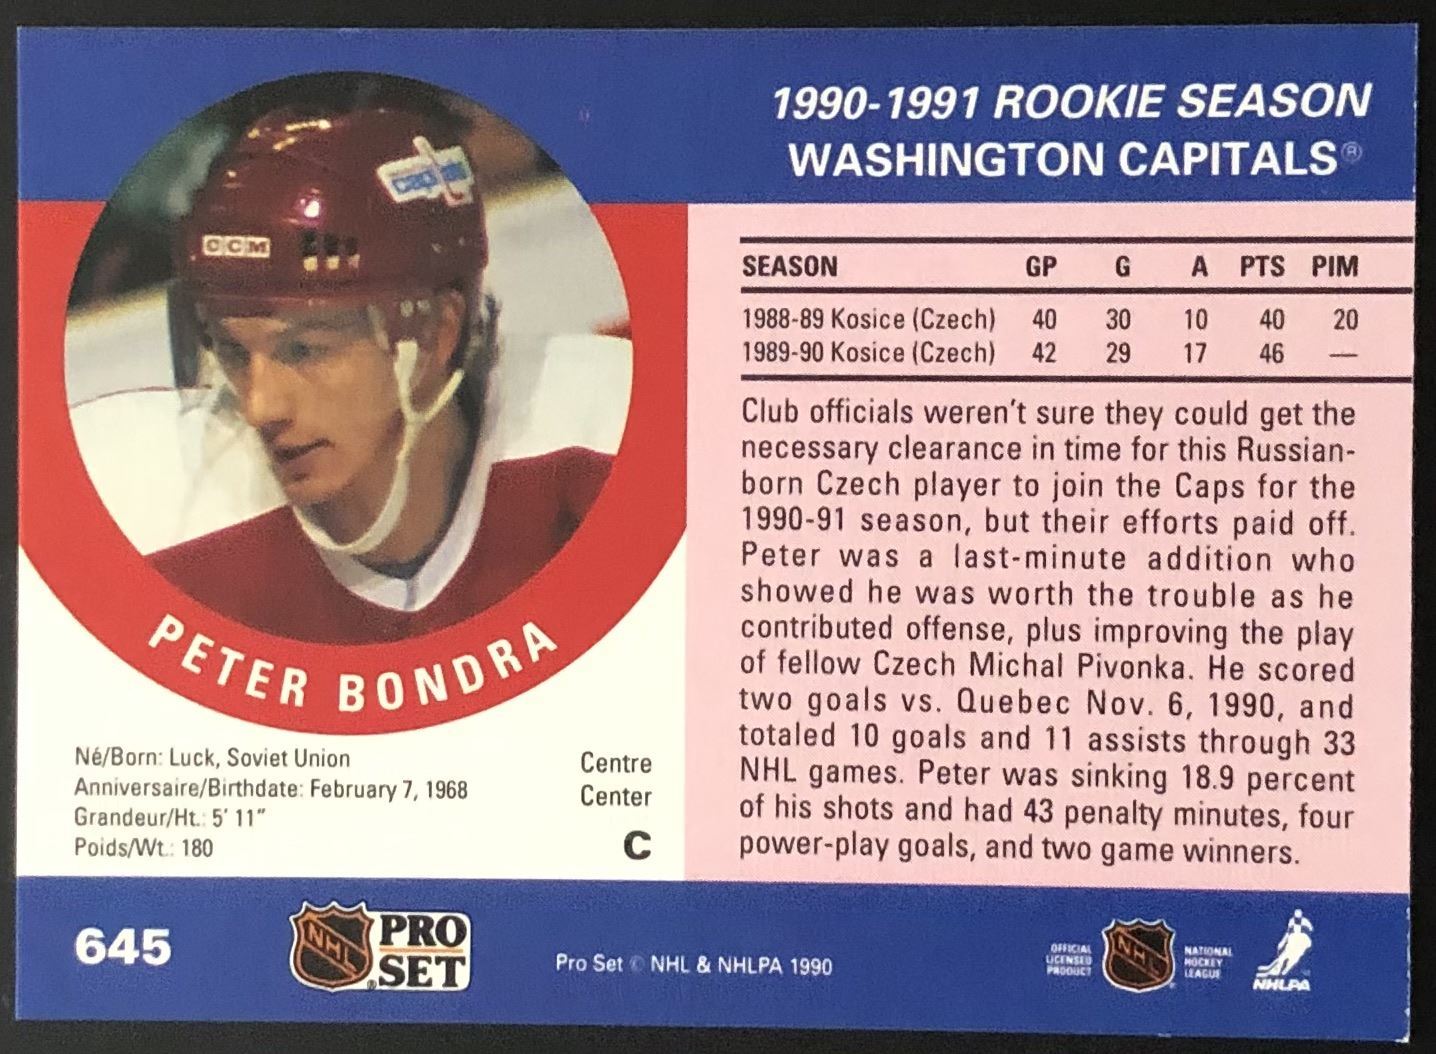 1990-1991 ROOKIE SEASON
WASHINGTON CAPITALS®
capitals
CCM
PETER BONDRA
Né/Born: Luck, Soviet Union
Anniversaire/Birthdate: February 7, 1968
Grandeur/Ht.: 5' 11"
Poids/Wt.: 180
Centre
Center
C
SEASON GP G A PTS PIM
1988-89 Kosice (Czech) 40 30 10 40 20
1989-90 Kosice (Czech) 42 29 17 46 —
Club officials weren't sure they could get the
necessary clearance in time for this Russian-
born Czech player to join the Caps for the
1990-91 season, but their efforts paid off.
Peter was a last-minute addition who
showed he was worth the trouble as he
contributed offense, plus improving the play
of fellow Czech Michal Pivonka. He scored
two goals vs. Quebec Nov. 6, 1990, and
totaled 10 goals and 11 assists through 33
NHL games. Peter was sinking 18.9 percent
of his shots and had 43 penalty minutes, four
power-play goals, and two game winners.
645
NHL
PRO
SET®
Pro Set © NHL & NHLPA 1990
OFFICIAL
LICENSED
PRODUCT
NHL
NATIONAL
HOCKEY
LEAGUE
NHLPA